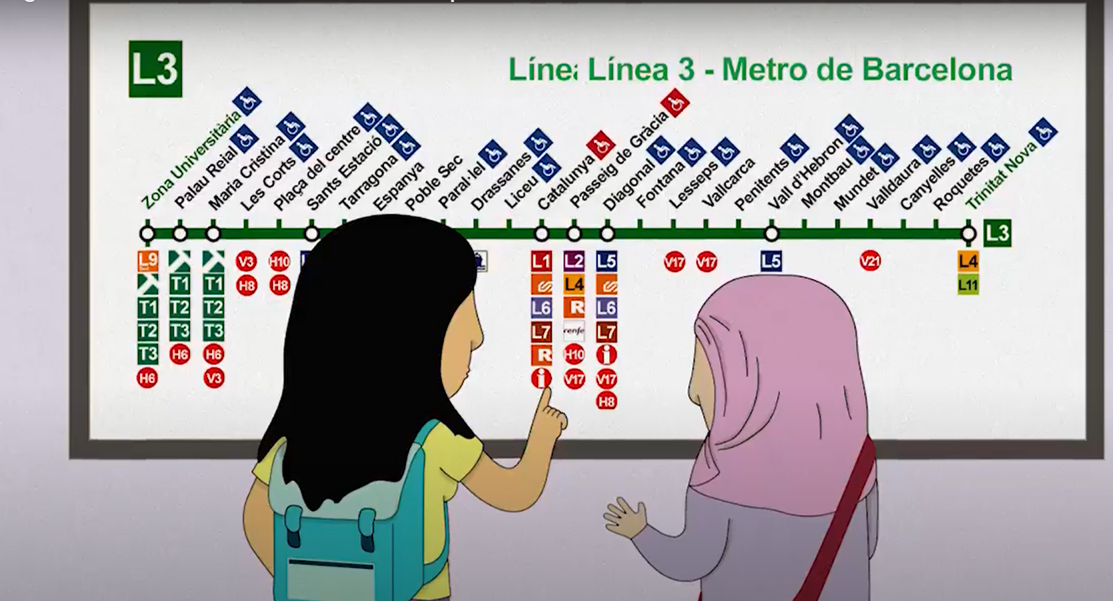 L3
Línea Línea 3 - Metro de Barcelona
Zona Universitària
Palau Reial
Maria Cristina
Les Corts
Plaça del centre
Sants Estació
Tarragona
Espanya
Poble Sec
Paral·lel
Drassanes
Liceu
Catalunya
Passeig de Gràcia
Diagonal
Fontana
Lesseps
Vallcarca
Penitents
Vall d'Hebron
Montbau
Mundet
Valldaura
Canyelles
Roquetes
Trinitat Nova
L3
L9 V3 H10 L1 L2 L5 V17 V17 L5 V21 L4
T1 T1 H8 H8 L4 L11
T1 T2 T2 L6 R L6
T2 T3 T3 L7 renfe L7
T3 H6 H6 R H10 i
H6 V3 i V17 V17
H8